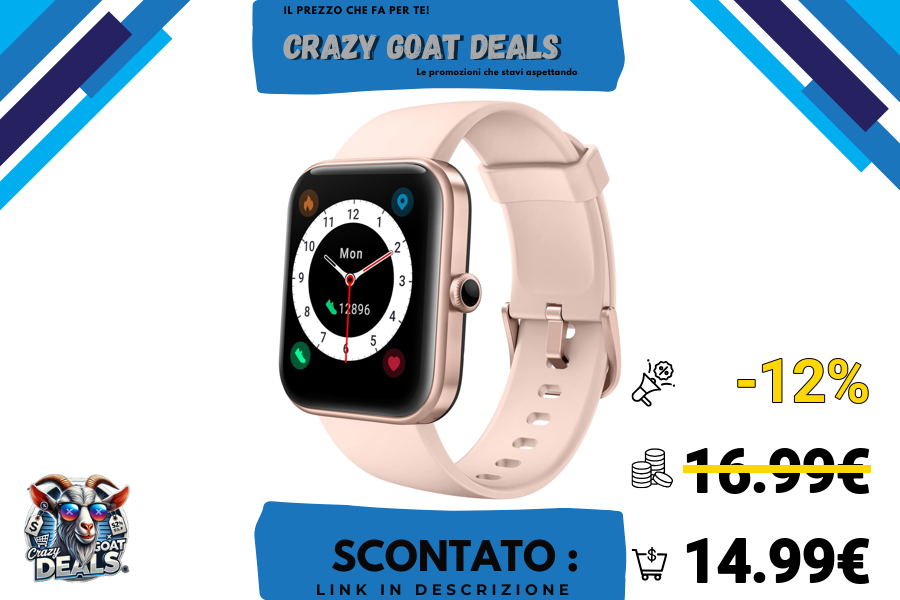 IL PREZZO CHE FA PER TE!
CRAZY GOAT DEALS
Le promozioni che stavi aspettando
12
11
1
10
Mon
2
9
3
8
12896
4
7
5
6
-12%
16.99€
$
57%
Crazy
GOAT
DEALS
SCONTATO :
$
14.99€
LINK IN DESCRIZIONE